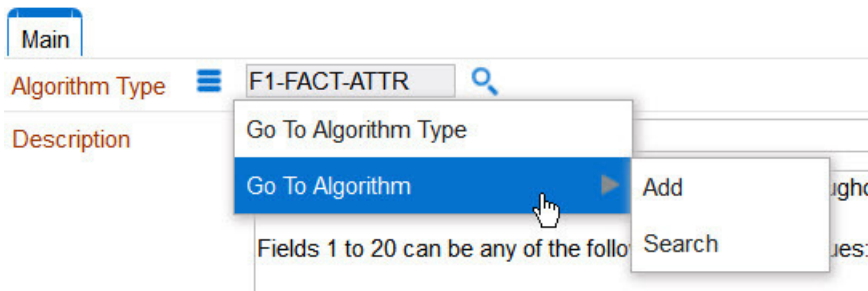 Main
Algorithm Type F1-FACT-ATTR
Go To Algorithm Type
Description
Go To Algorithm
Add
Search
Fields 1 to 20 can be any of the